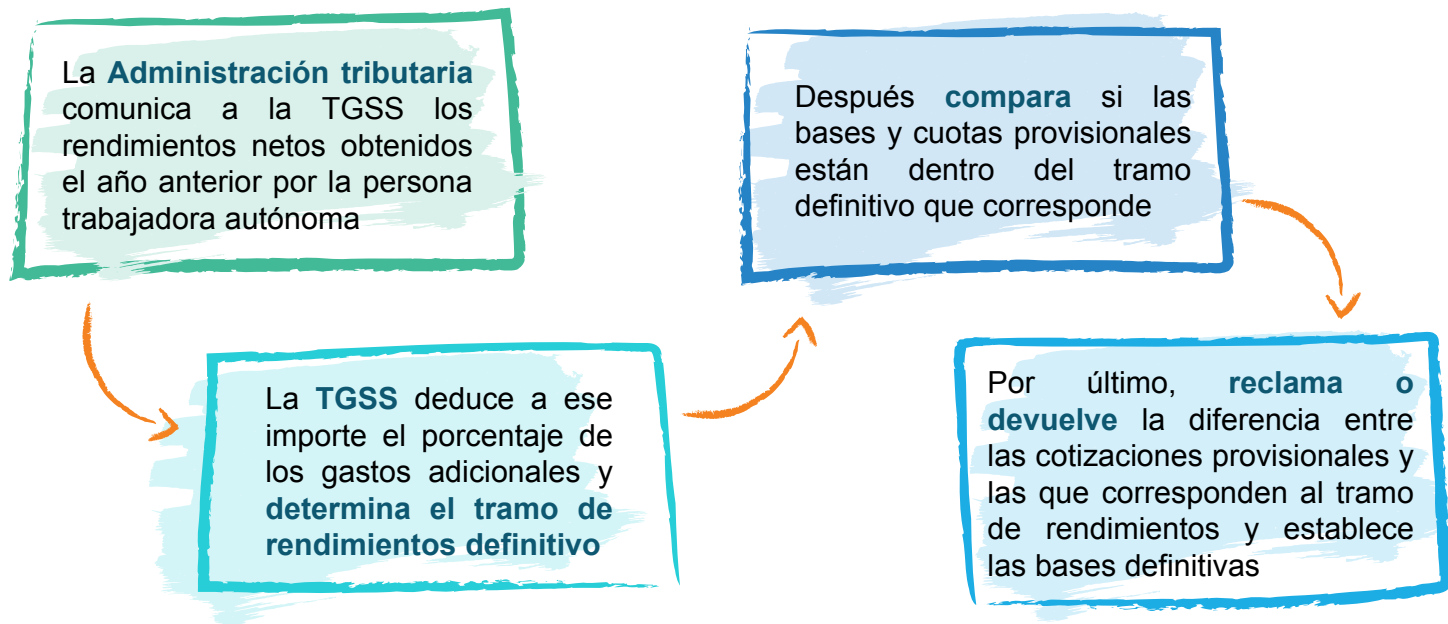 La Administración tributaria
comunica a la TGSS los
rendimientos netos obtenidos
el año anterior por la persona
trabajadora autónoma
La TGSS deduce a ese
importe el porcentaje de
los gastos adicionales y
determina el tramo de
rendimientos definitivo
Después compara si las
bases y cuotas provisionales
están dentro del tramo
definitivo que corresponde
Por último, reclama o
devuelve la diferencia entre
las cotizaciones provisionales y
las que corresponden al tramo
de rendimientos y establece
las bases definitivas